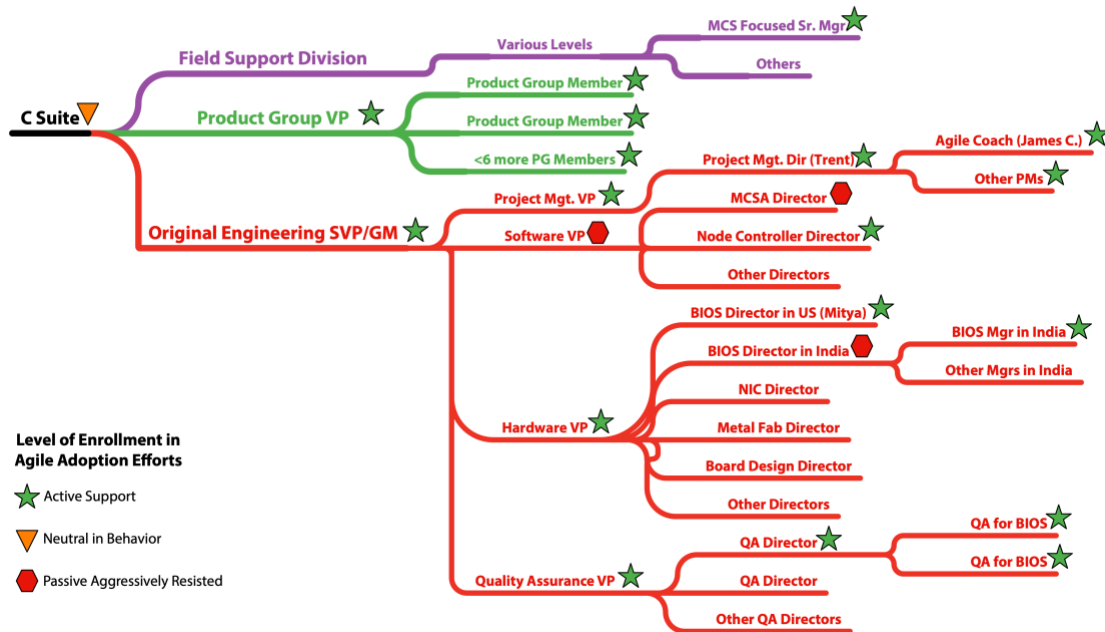 MCS Focused Sr. Mgr
Various Levels
Field Support Division
Others
Product Group Member
C Suite
Product Group VP
Product Group Member
Agile Coach (James C.)
<6 more PG Members
Project Mgt. Dir (Trent)
Other PMs
Project Mgt. VP
MCSA Director
Original Engineering SVP/GM
Software VP
Node Controller Director
Other Directors
BIOS Director in US (Mitya)
BIOS Mgr in India
BIOS Director in India
Other Mgrs in India
NIC Director
Hardware VP
Metal Fab Director
Board Design Director
Other Directors
QA for BIOS
QA Director
QA for BIOS
Quality Assurance VP
QA Director
Other QA Directors
Level of Enrollment in
Agile Adoption Efforts
Active Support
Neutral in Behavior
Passive Aggressively Resisted